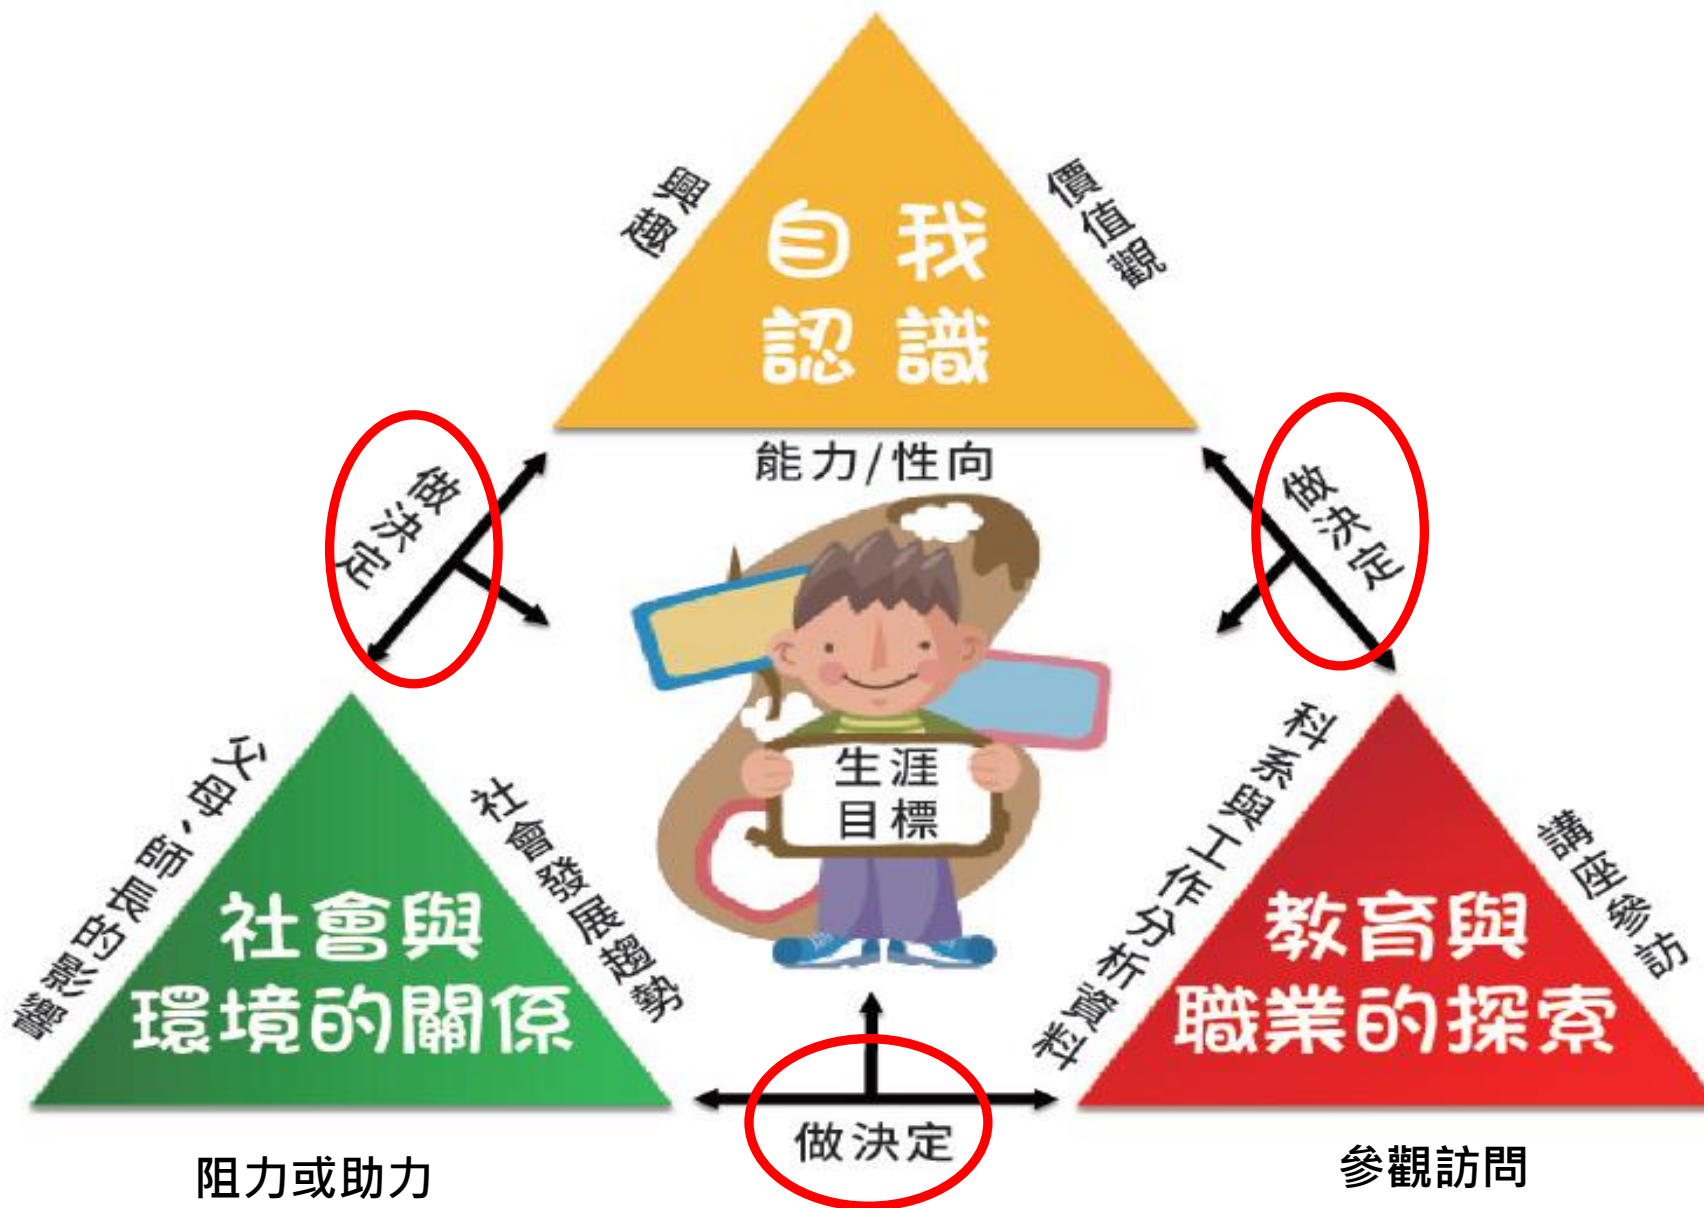 興趣
價值觀
自我
認識
能力/性向
做決定
做決定
生涯
目標
父母、師長的影響
社會發展趨勢
社會與
環境的關係
科系與工作分析資料
講座參訪
教育與
職業的探索
做決定
阻力或助力
參觀訪問